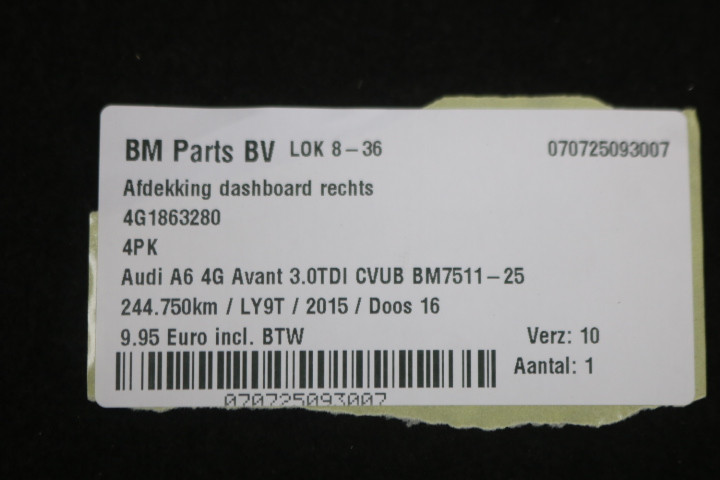 BM Parts BV LOK 8-36 070725093007
Afdekking dashboard rechts
4G1863280
4PK
Audi A6 4G Avant 3.0TDI CVUB BM7511-25
244.750km / LY9T / 2015 / Doos 16
9.95 Euro incl. BTW Verz: 10
Aantal: 1
070725093007